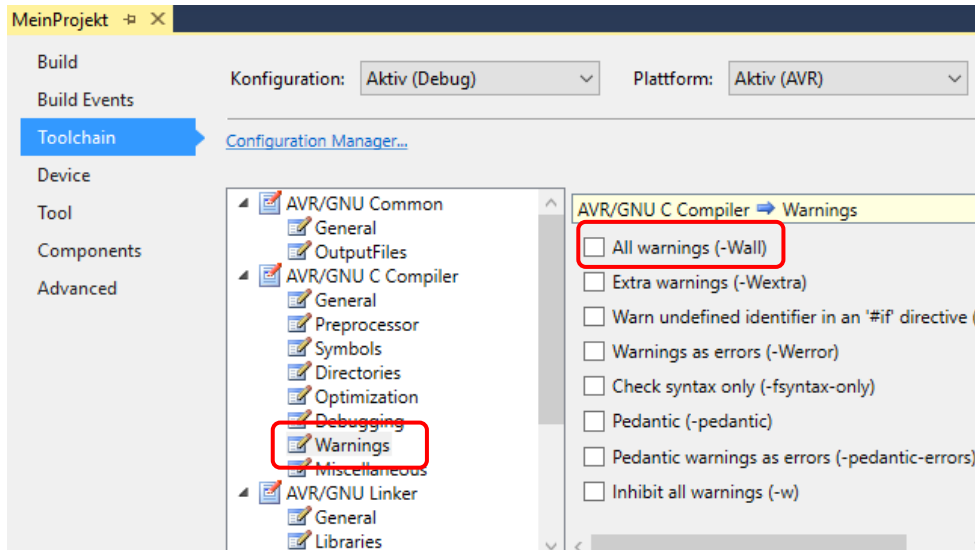 MeinProjekt
Build
Build Events
Toolchain
Device
Tool
Components
Advanced
Konfiguration: Aktiv (Debug) Plattform: Aktiv (AVR)
Configuration Manager...
AVR/GNU Common
General
OutputFiles
AVR/GNU C Compiler
General
Preprocessor
Symbols
Directories
Optimization
Debugging
Warnings
Miscellaneous
AVR/GNU Linker
General
Libraries
AVR/GNU C Compiler ➡ Warnings
All warnings (-Wall)
Extra warnings (-Wextra)
Warn undefined identifier in an '#if' directive (
Warnings as errors (-Werror)
Check syntax only (-fsyntax-only)
Pedantic (-pedantic)
Pedantic warnings as errors (-pedantic-errors)
Inhibit all warnings (-w)